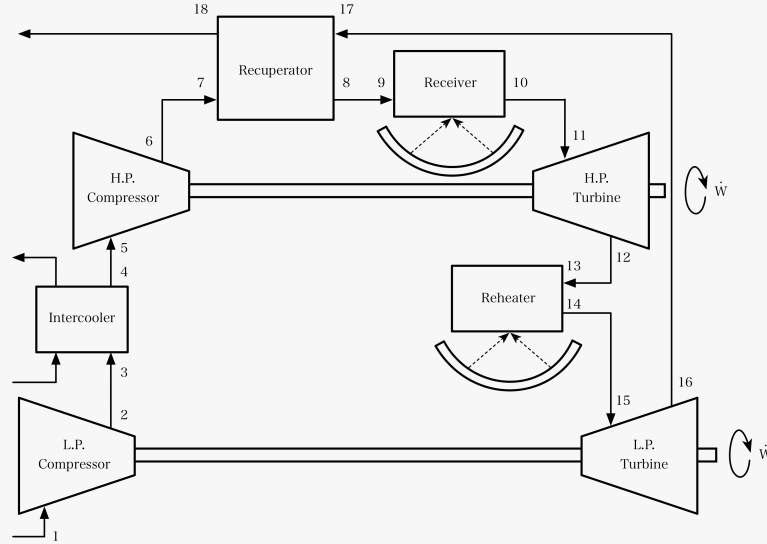 18
17
Recuperator
Receiver
7
8
9
10
6
11
H.P.
Compressor
H.P.
Turbine
Ẇ
5
4
12
13
Intercooler
Reheater
14
3
2
15
16
L.P.
Compressor
L.P.
Turbine
Ẇ
1